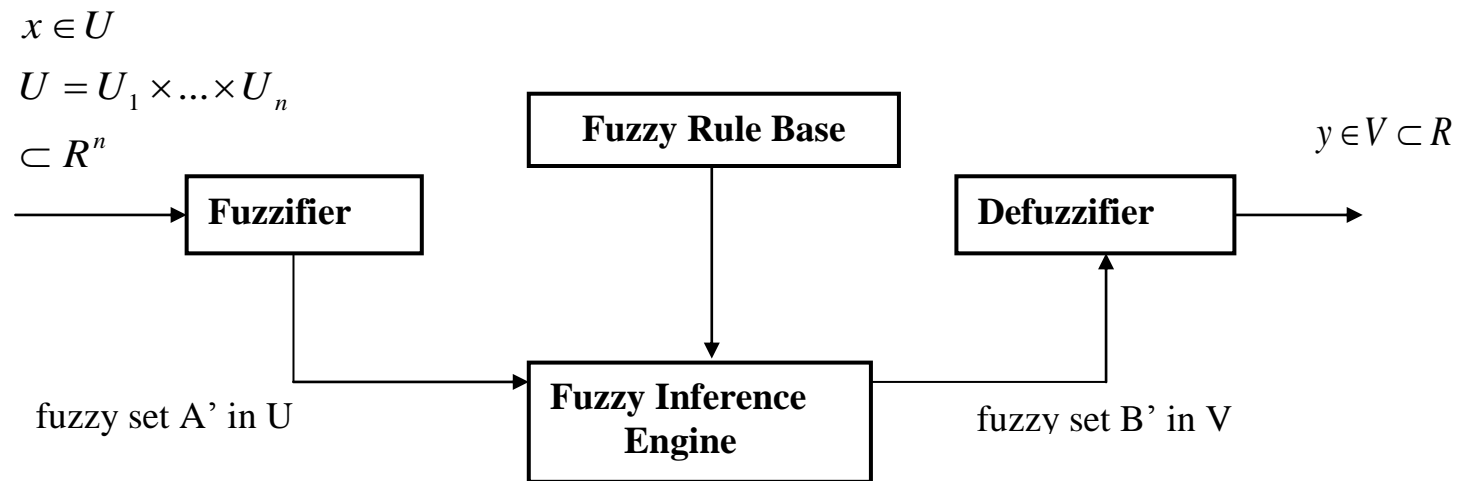 x ∈ U
U = U₁ × ... × Uₙ
⊂ Rⁿ
Fuzzy Rule Base
y ∈ V ⊂ R
Fuzzifier
Defuzzifier
fuzzy set A’ in U
Fuzzy Inference
Engine
fuzzy set B’ in V